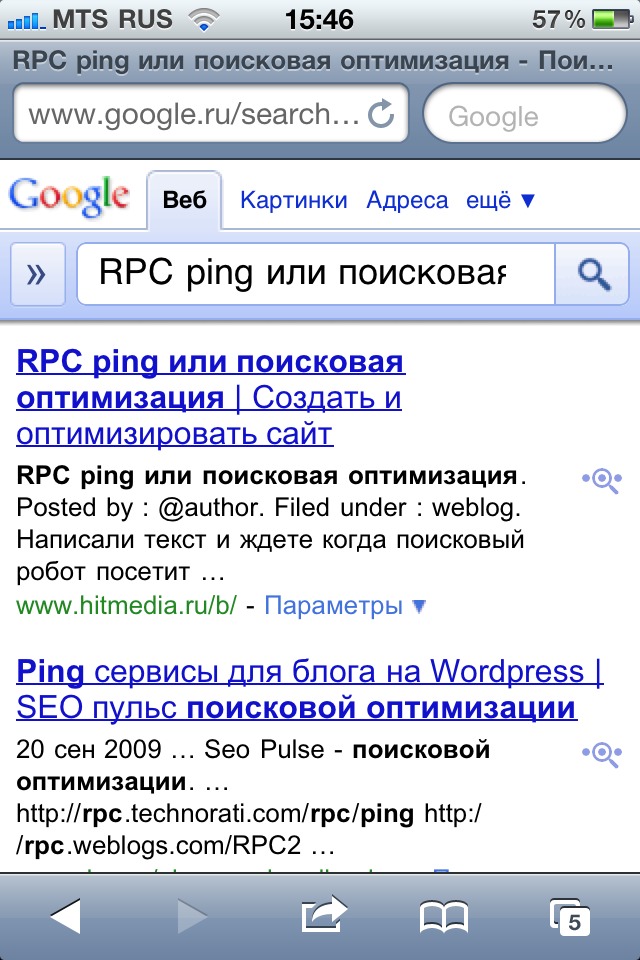 MTS RUS 15:46 57%
RPC ping или поисковая оптимизация - Пои...
www.google.ru/search... Google
Google Веб Картинки Адреса ещё ▼
» RPC ping или поисковая
RPC ping или поисковая
оптимизация | Создать и
оптимизировать сайт
RPC ping или поисковая оптимизация.
Posted by : @author. Filed under : weblog.
Написали текст и ждете когда поисковый
робот посетит ...
www.hitmedia.ru/b/ - Параметры ▼
Ping сервисы для блога на Wordpress |
SEO пульс поисковой оптимизации
20 сен 2009 ... Seo Pulse - поисковой
оптимизации. ...
http://rpc.technorati.com/rpc/ping http:/
/rpc.weblogs.com/RPC2 ...
5